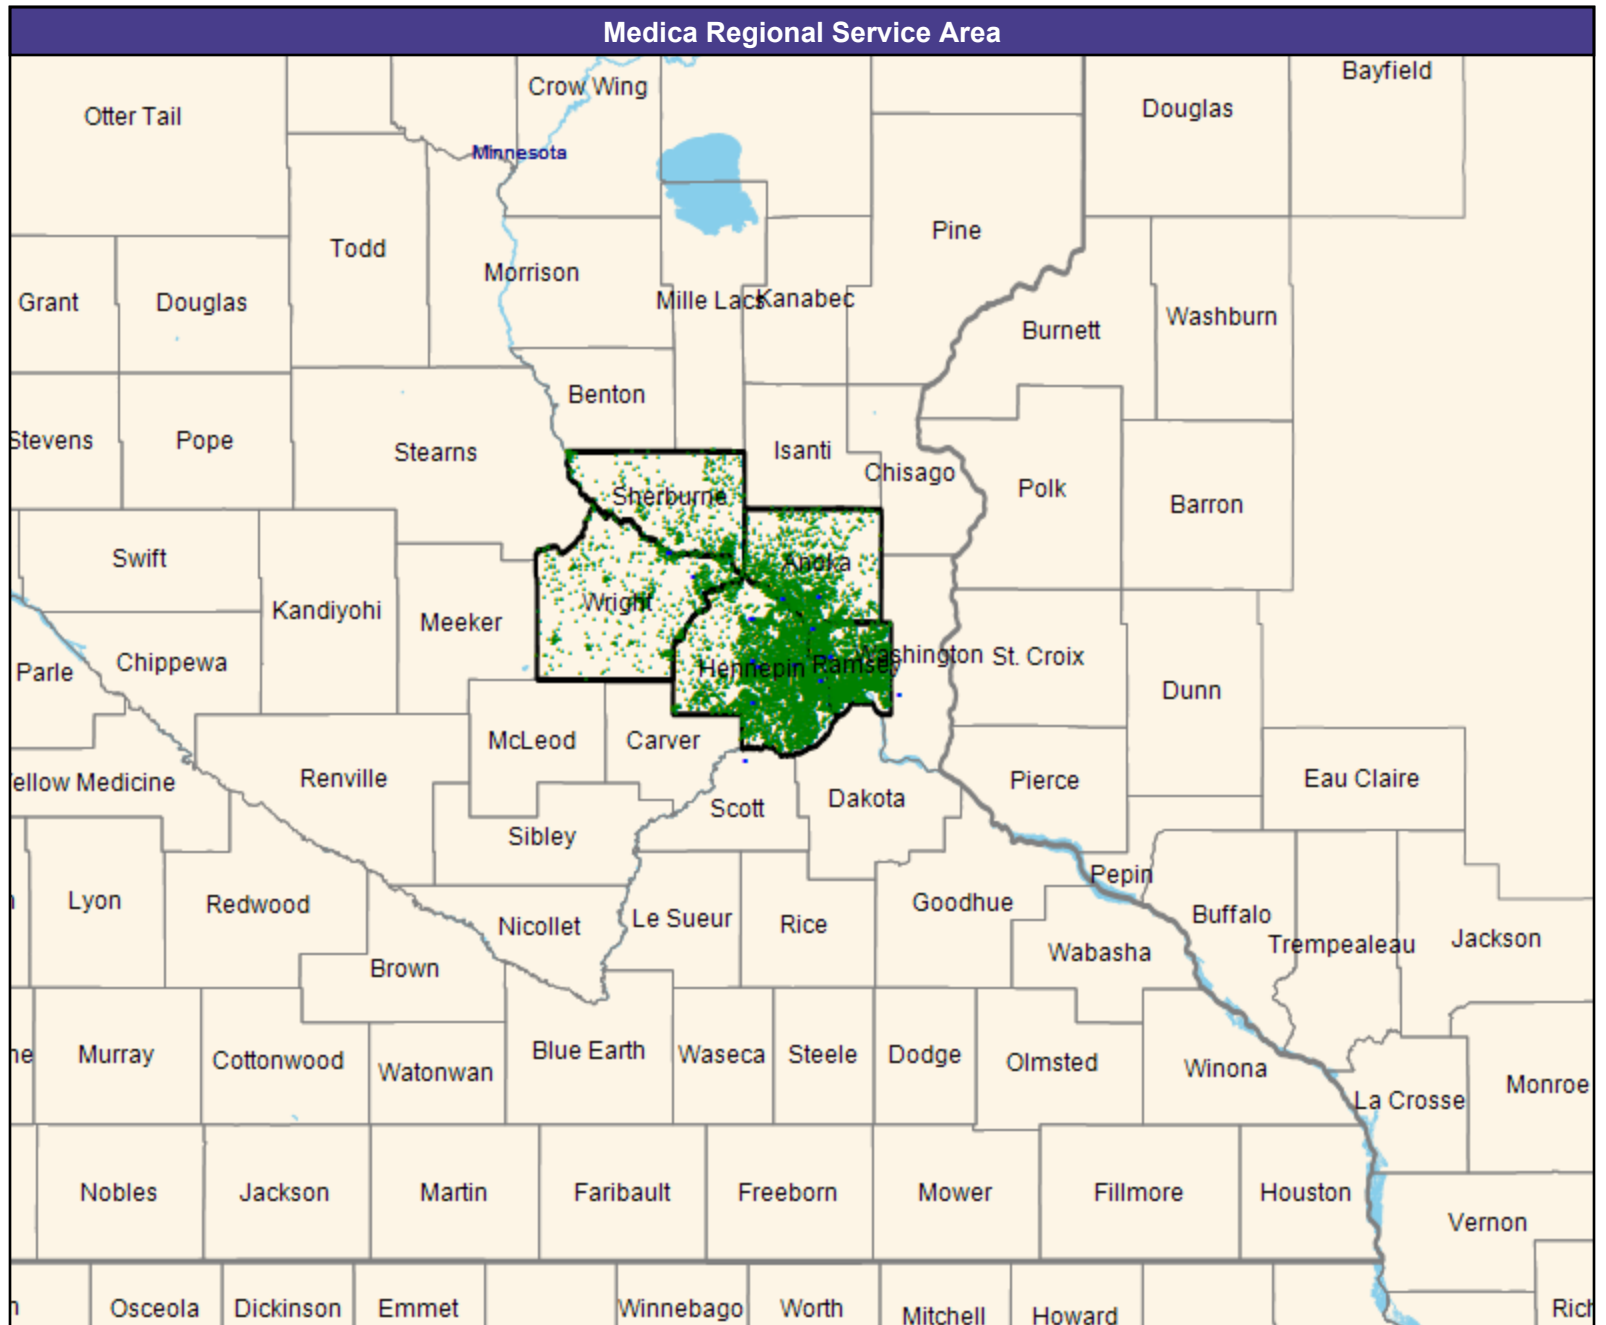 Medica Regional Service Area
Bayfield
Crow Wing
Otter Tail
Douglas
Minnesota
Pine
Todd
Morrison
Grant
Douglas
Mille Lacs
Kanabec
Washburn
Burnett
Benton
Stevens
Pope
Stearns
Isanti
Chisago
Polk
Barron
Sherburne
Swift
Anoka
Wright
Kandiyohi
Meeker
Hennepin
Ramsey
Washington
St. Croix
Parle
Chippewa
Dunn
McLeod
Carver
Renville
ellow Medicine
Pierce
Eau Claire
Scott
Dakota
Sibley
Pepin
Lyon
Redwood
Goodhue
Nicollet
Le Sueur
Rice
Buffalo
Trempealeau
Jackson
Wabasha
Brown
ne
Murray
Cottonwood
Watonwan
Blue Earth
Waseca
Steele
Dodge
Olmsted
Winona
Monroe
La Crosse
Nobles
Jackson
Martin
Faribault
Freeborn
Mower
Fillmore
Houston
Vernon
n
Osceola
Dickinson
Emmet
Winnebago
Worth
Mitchell
Howard
Rich